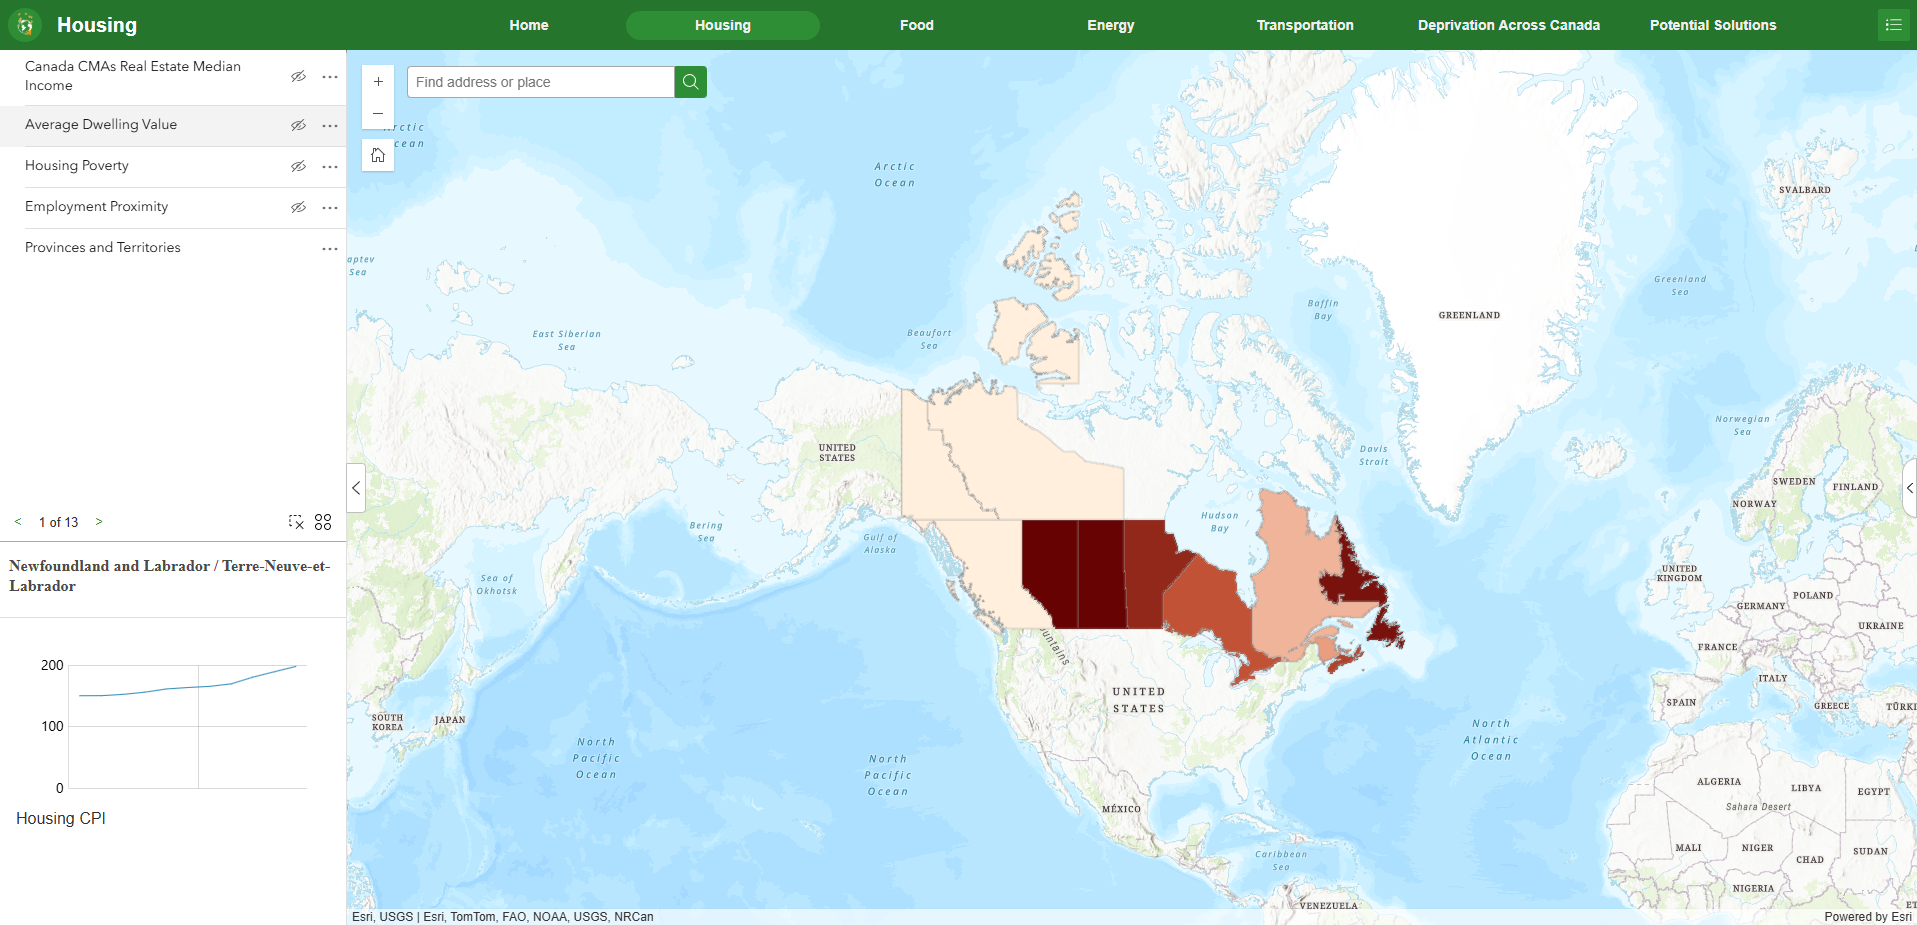 Housing
Home
Housing
Food
Energy
Transportation
Deprivation Across Canada
Potential Solutions
Canada CMAs Real Estate Median
Income
Average Dwelling Value
Housing Poverty
Employment Proximity
Provinces and Territories
< 1 of 13 >
Newfoundland and Labrador / Terre-Neuve-et-
Labrador
200
100
0
Housing CPI
+
−
Find address or place
Arctic
Ocean
SVALBARD
Greenland
Sea
Baffin
Bay
GREENLAND
East Siberian
Sea
Beaufort
Sea
Norwegian
Sea
Davis
Strait
UNITED
STATES
SWEDEN
FINLAND
NORWAY
Hudson
Bay
Bering
Sea
Gulf of
Alaska
Sea of
Okhotsk
UNITED
KINGDOM
POLAND
GERMANY
UKRAINE
FRANCE
ITALY
SPAIN
GREECE
UNITED
STATES
SOUTH
KOREA
JAPAN
North
Pacific
Ocean
North
Pacific
Ocean
North
Atlantic
Ocean
MÉXICO
ALGERIA
LIBYA
EGYPT
Sahara Desert
MALI
NIGER
CHAD
SUDAN
Caribbean
Sea
NIGERIA
VENEZUELA
Esri, USGS | Esri, TomTom, FAO, NOAA, USGS, NRCan
Powered by Esri